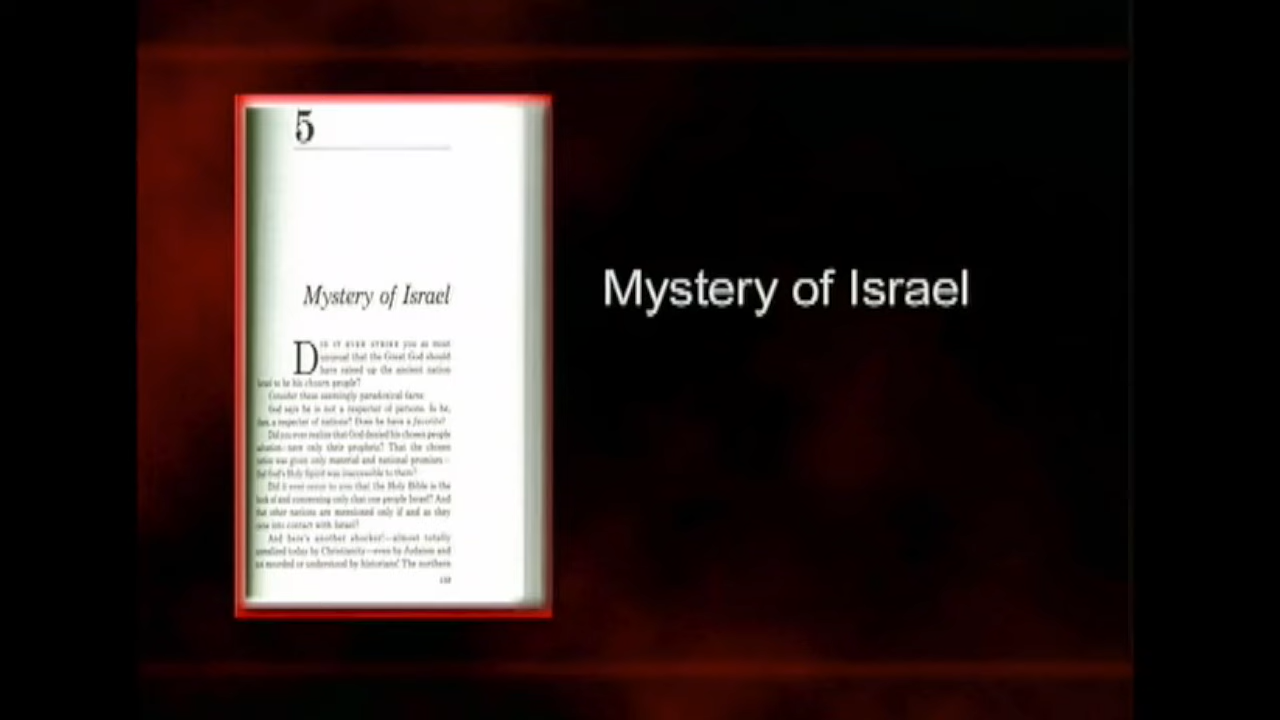 5
Mystery of Israel
Mystery of Israel
DID IT EVER STRIKE you as most
unusual that the Great God should
have raised up the ancient nation
Israel to be his chosen people?
Consider these seemingly paradoxical facts:
God says he is not a respecter of persons. Is he,
then, a respecter of nations? Does he have a favorite?
Did you ever realize that God denied his chosen people
salvation—save only their prophets? That the chosen
nation was given only material and national promises—
that God's Holy Spirit was inaccessible to them?
Did it ever occur to you that the Holy Bible is the
book of and concerning only that one people Israel? And
that other nations are mentioned only if and as they
come into contact with Israel?
And here's another shocker!—almost totally
unrealized today by Christianity—even by Judaism and
as recorded or understood by historians! The northern